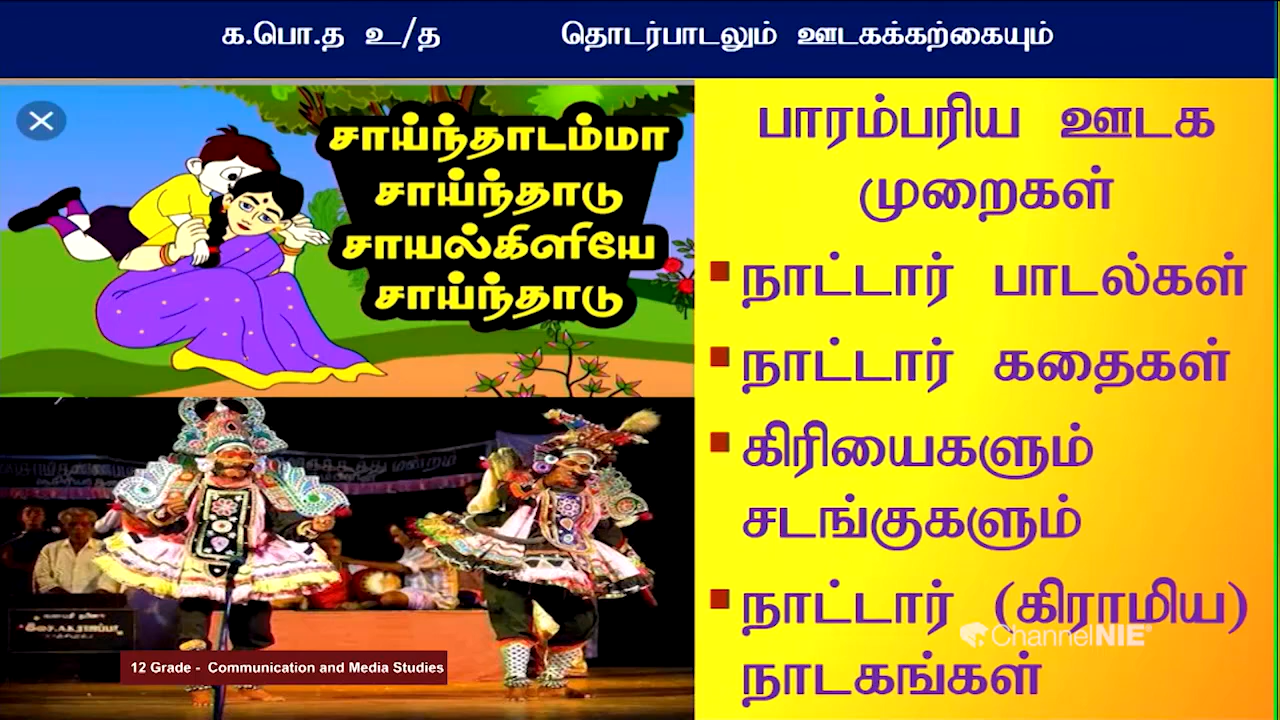 க.பொ.த உ/த தொடர்பாடலும் ஊடகக்கற்கையும்
சாய்ந்தாடம்மா
சாய்ந்தாடு
சாயல்கிளியே
சாய்ந்தாடு
பாரம்பரிய ஊடக
முறைகள்
நாட்டார் பாடல்கள்
நாட்டார் கதைகள்
கிரியைகளும்
சடங்குகளும்
நாட்டார் (கிராமிய)
நாடகங்கள்
ChannelNIE
12 Grade - Communication and Media Studies